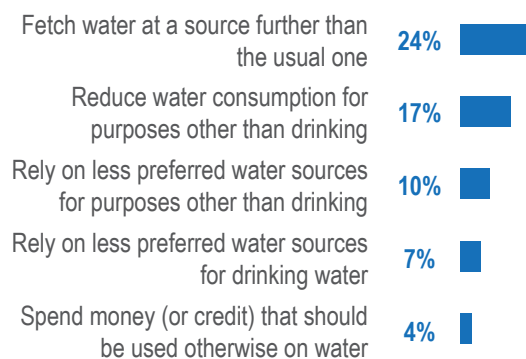 Fetch water at a source further than
the usual one
24%
Reduce water consumption for
purposes other than drinking
17%
Rely on less preferred water sources
for purposes other than drinking
10%
Rely on less preferred water sources
for drinking water
7%
Spend money (or credit) that should
be used otherwise on water
4%